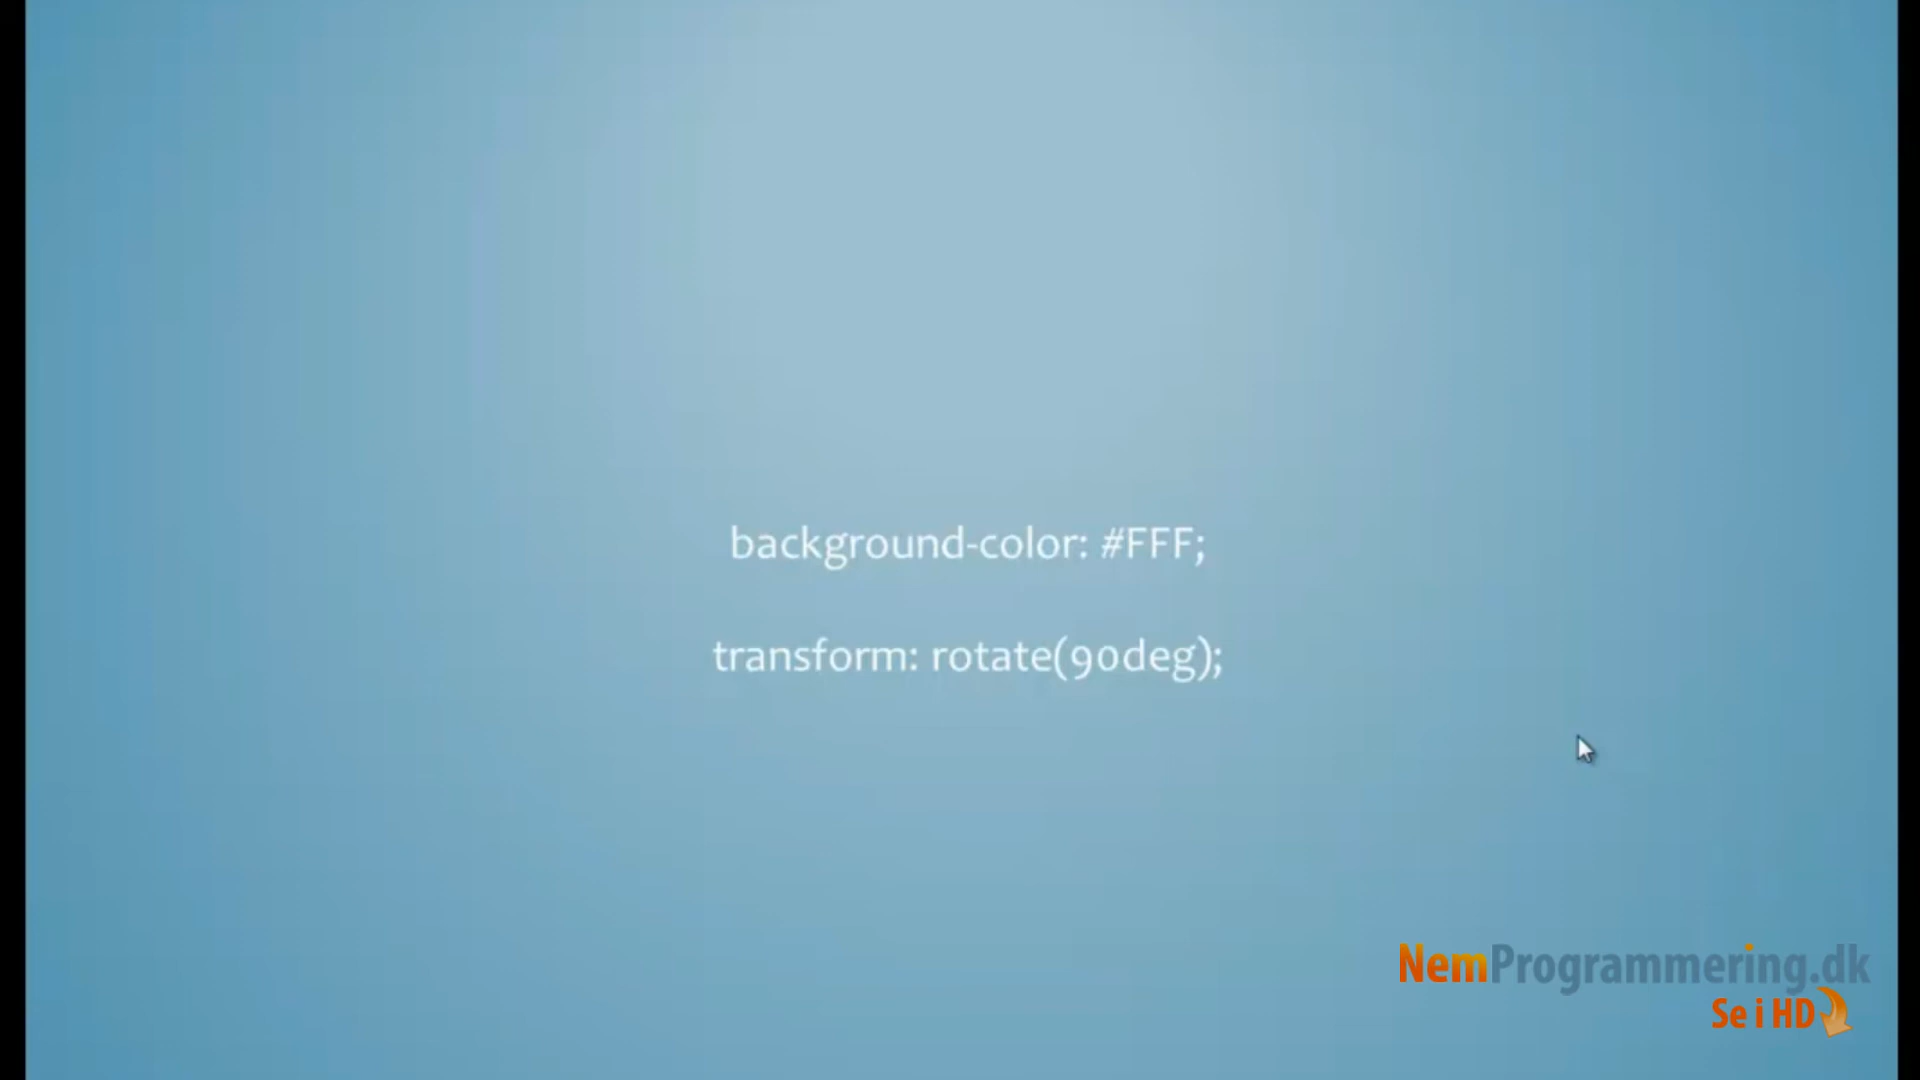 background-color: #FFF;
transform: rotate(90deg);
NemProgrammering.dk
Se i HD